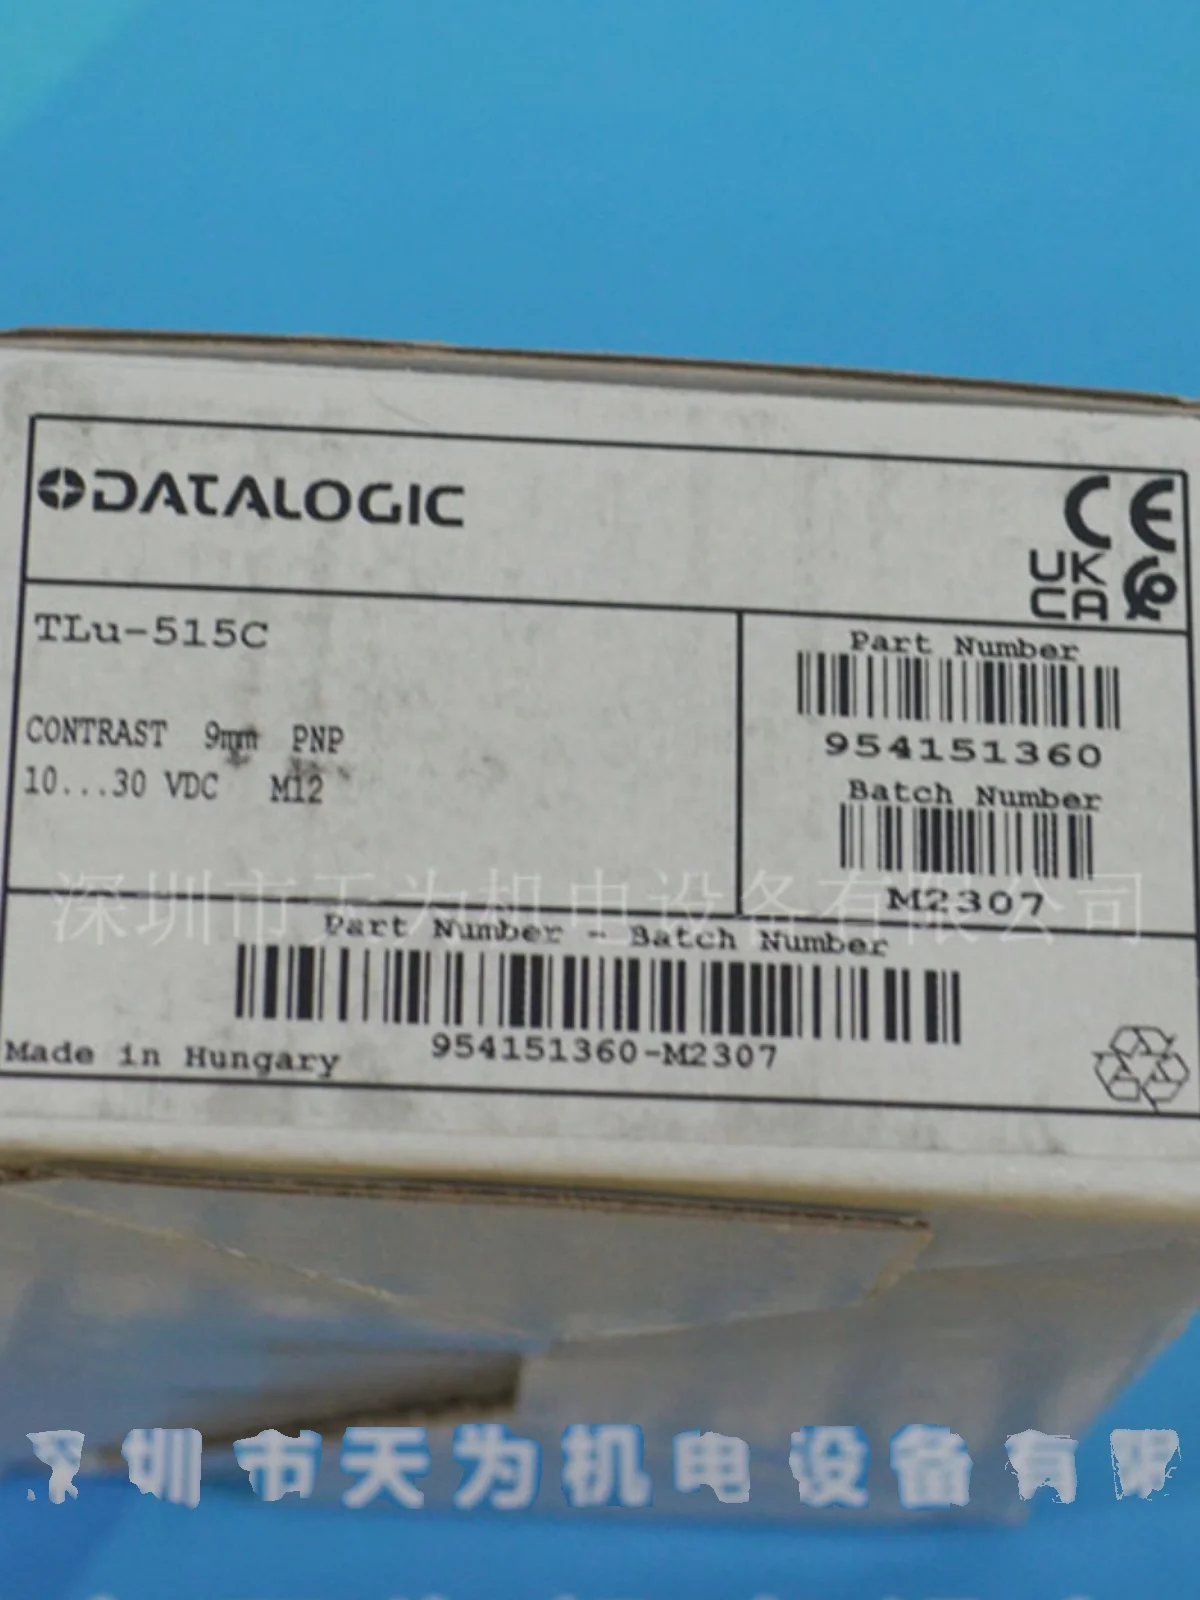 DATALOGIC
CE
UK
CA
TLu-515C
CONTRAST 9mm PNP
10...30 VDC M12
Part Number
954151360
Batch Number
M2307
深圳市天为机电设备有限公司
Part Number - Batch Number
954151360-M2307
Made in Hungary
深圳市天为机电设备有限